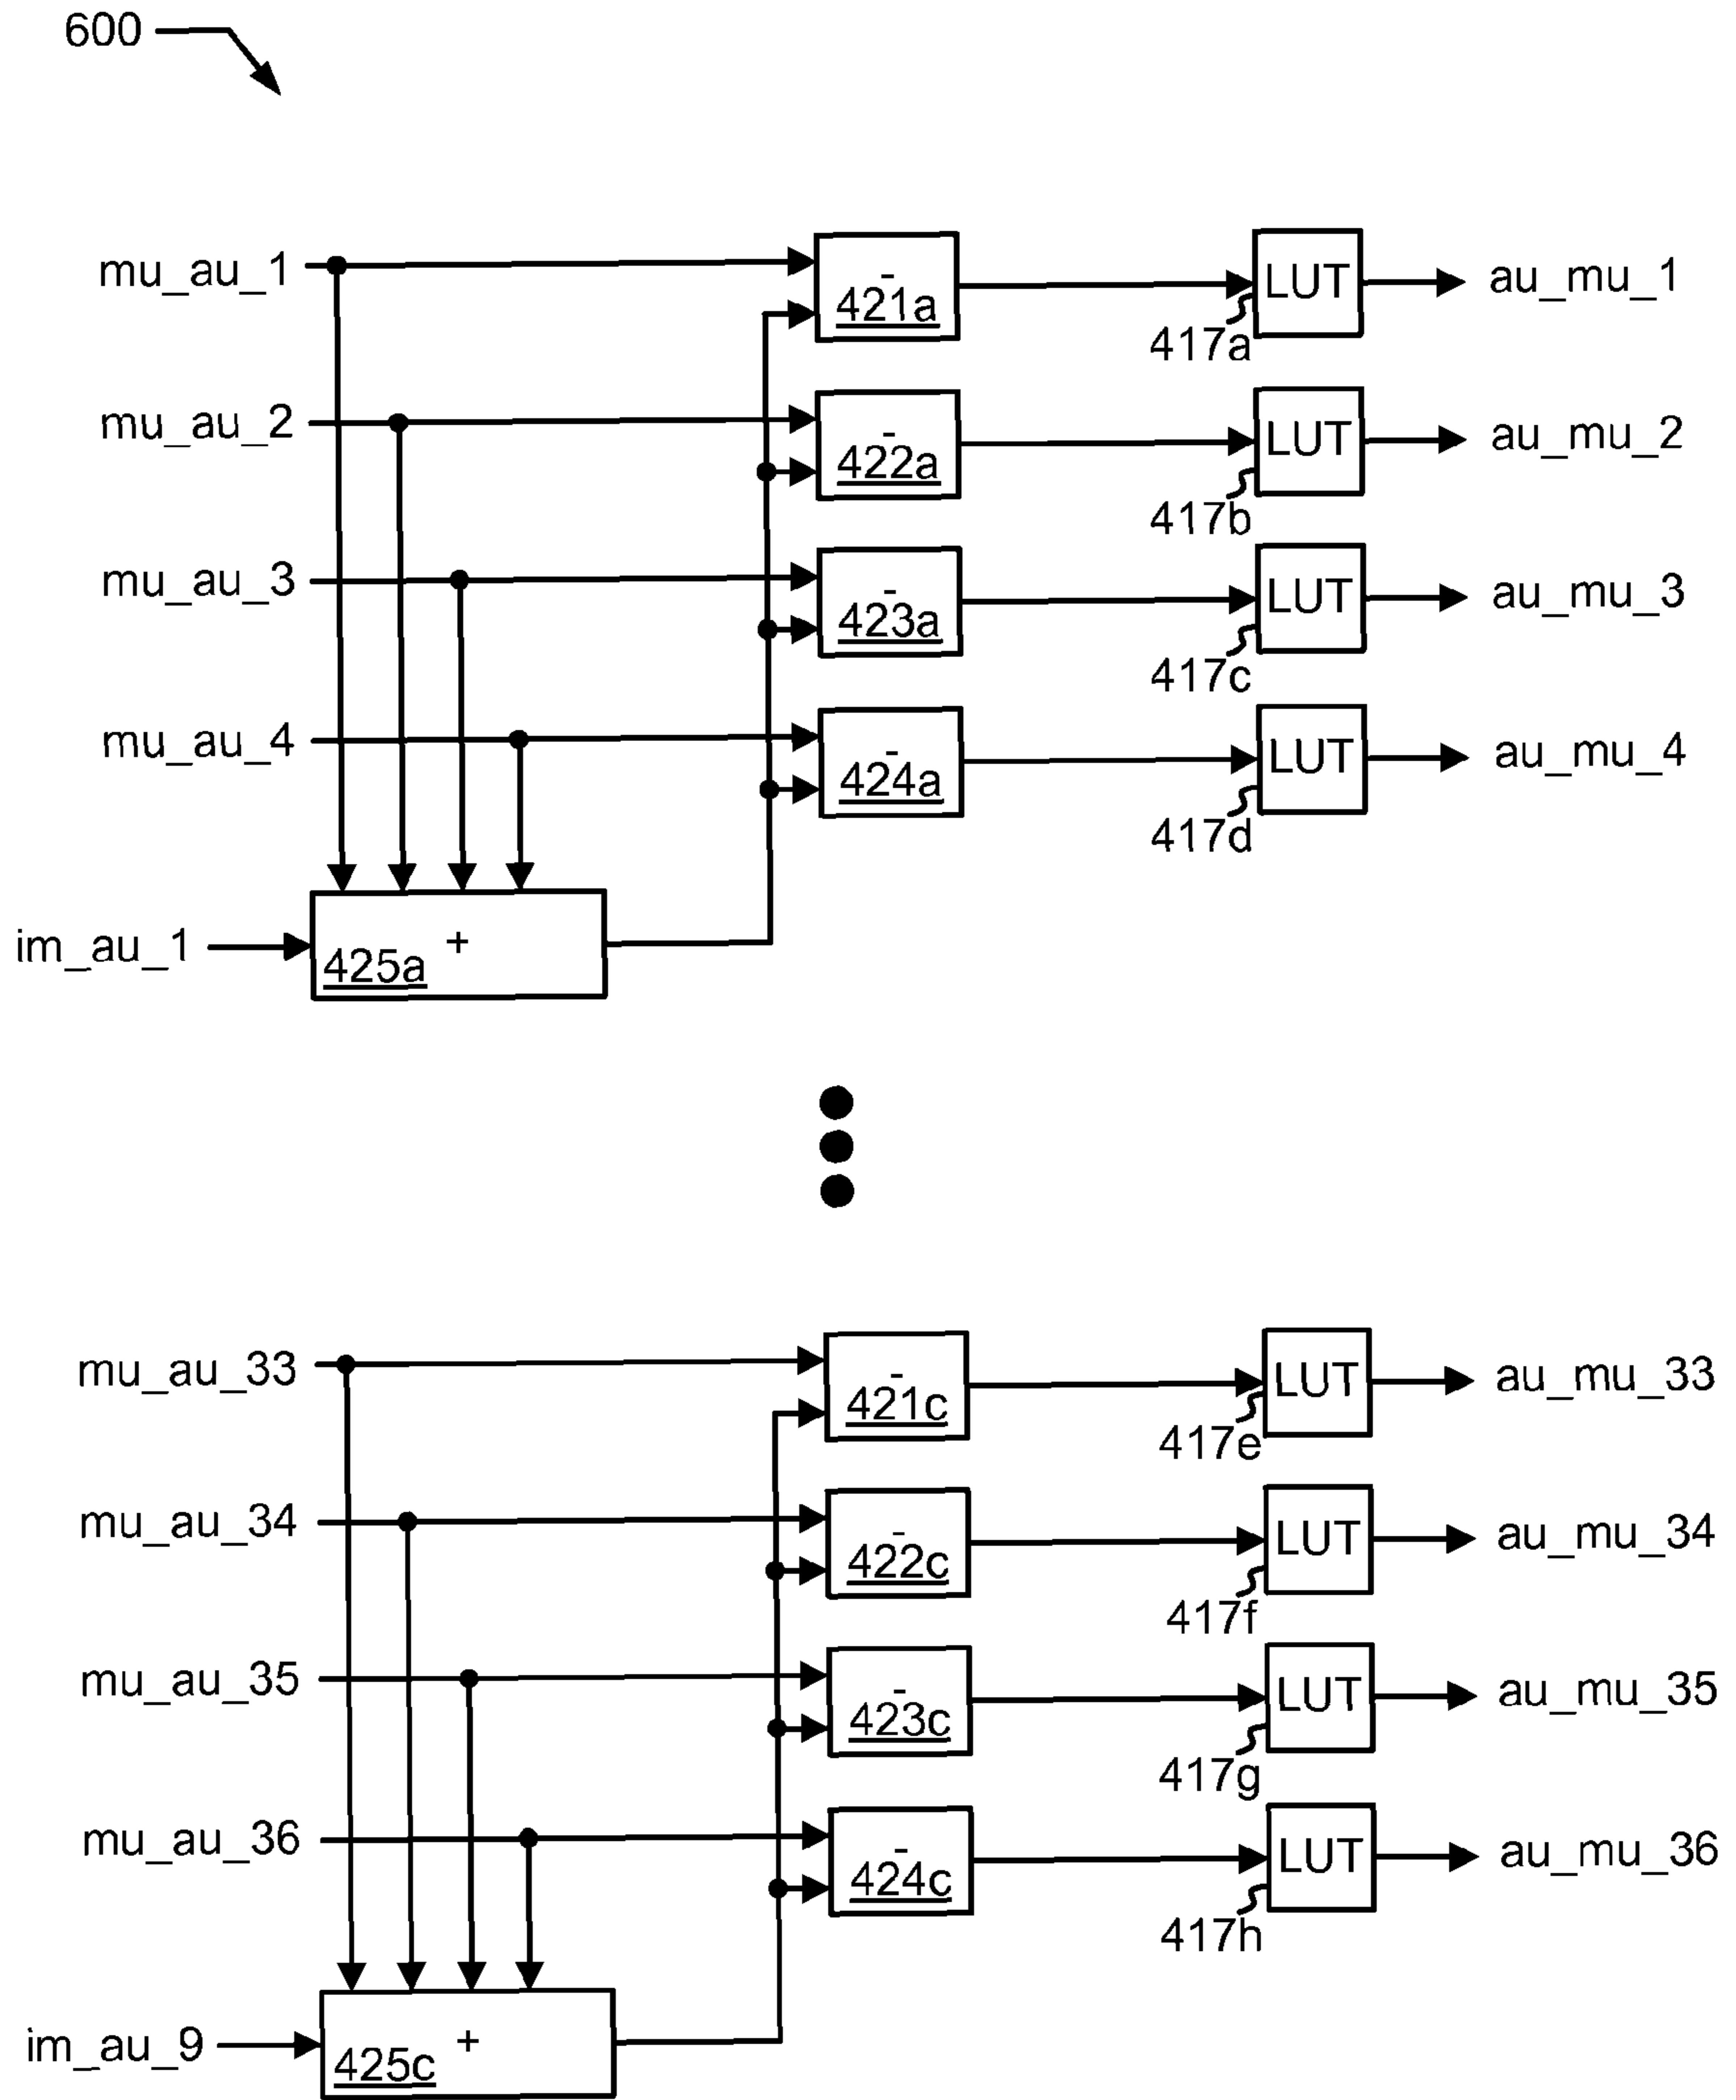 600
mu_au_1
-
421a
LUT
au_mu_1
417a
mu_au_2
-
422a
LUT
au_mu_2
417b
mu_au_3
-
423a
LUT
au_mu_3
417c
mu_au_4
-
424a
LUT
au_mu_4
417d
im_au_1
+
425a
mu_au_33
-
421c
LUT
au_mu_33
417e
mu_au_34
-
422c
LUT
au_mu_34
417f
mu_au_35
-
423c
LUT
au_mu_35
417g
mu_au_36
-
424c
LUT
au_mu_36
417h
im_au_9
+
425c